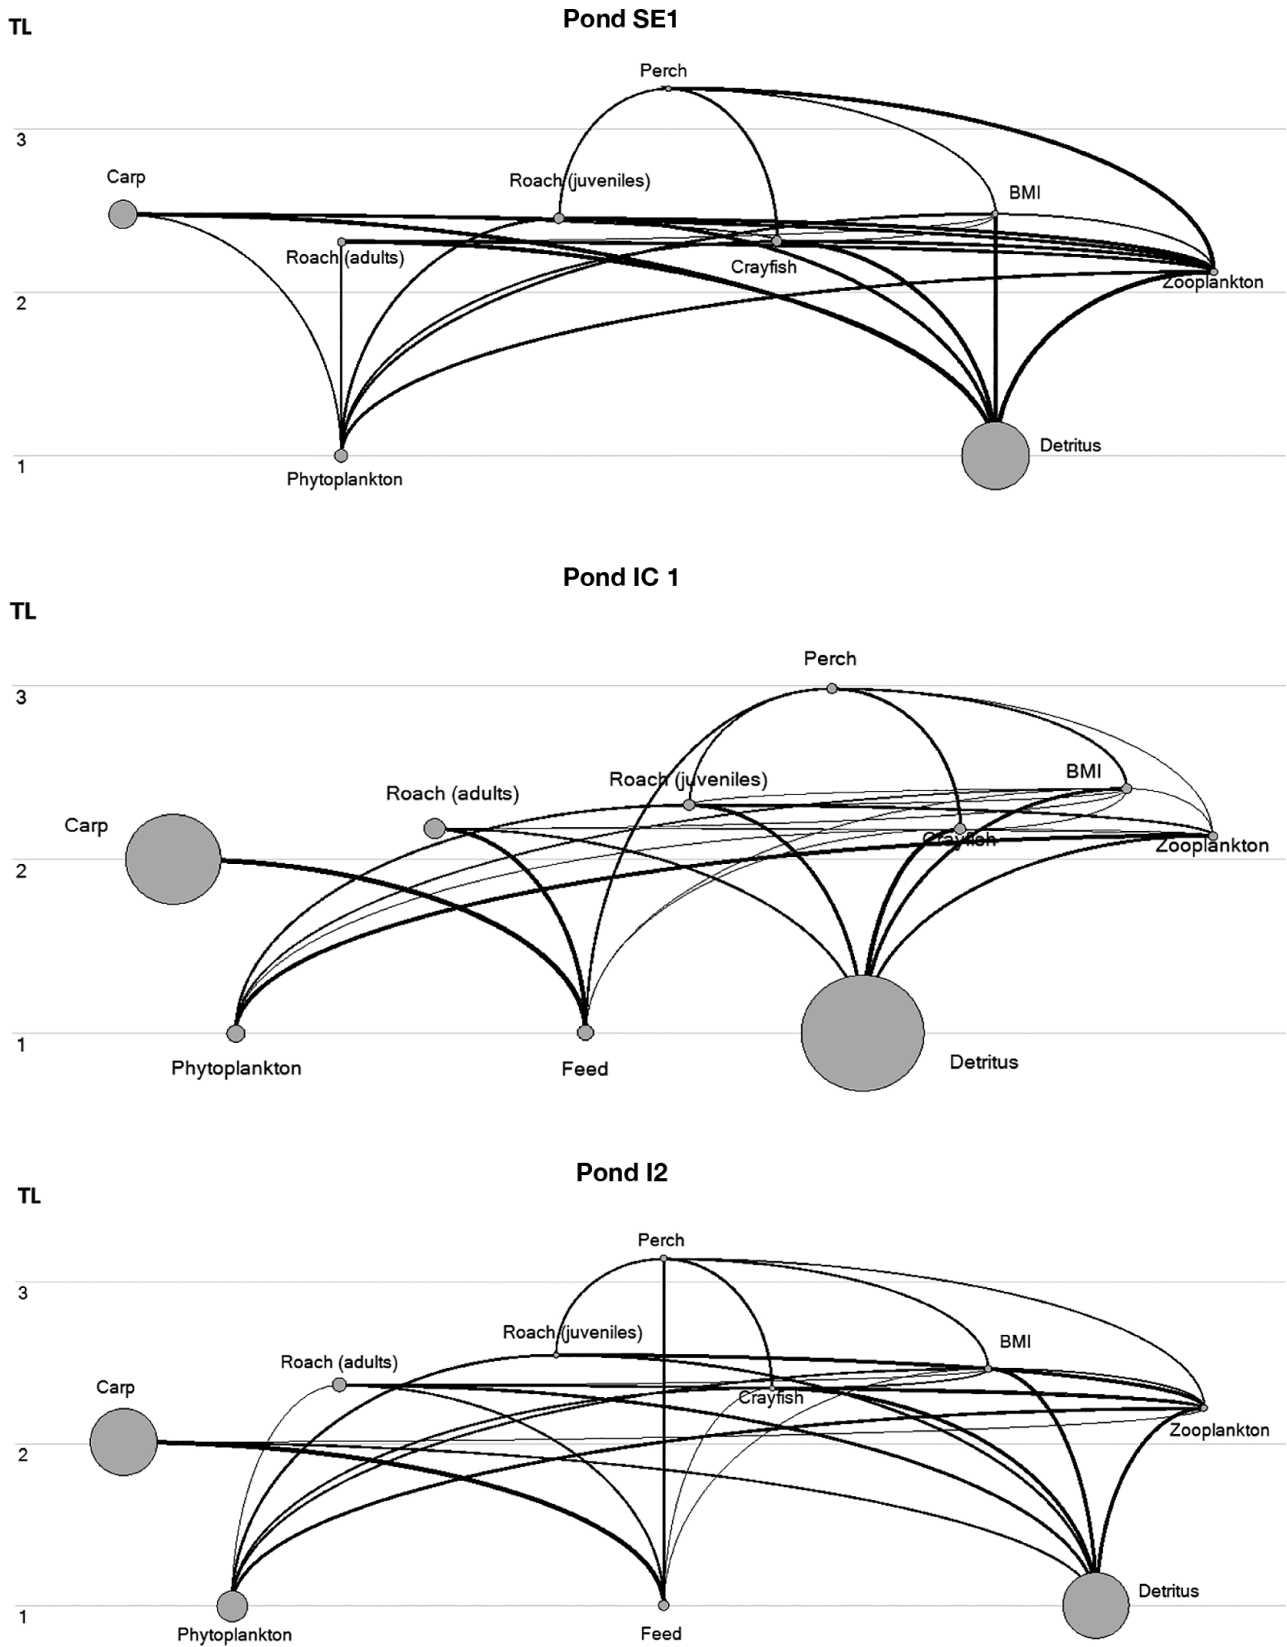 Pond SE1
TL
Perch
3
Carp
Roach (juveniles)
BMI
Roach (adults)
Crayfish
Zooplankton
2
Detritus
1
Phytoplankton
Pond IC 1
TL
Perch
3
Roach (juveniles)
BMI
Roach (adults)
Carp
Crayfish
Zooplankton
2
1
Detritus
Phytoplankton
Feed
Pond I2
TL
Perch
3
Roach (juveniles)
BMI
Roach (adults)
Carp
Crayfish
Zooplankton
2
Detritus
1
Phytoplankton
Feed